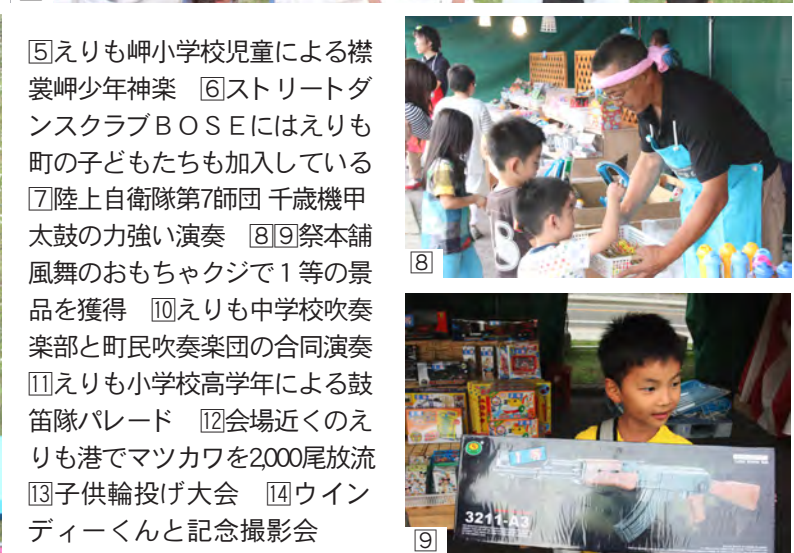 5えりも岬小学校児童による襟
裳岬少年神楽　6ストリートダ
ンスクラブＢＯＳＥにはえりも
町の子どもたちも加入している
7陸上自衛隊第7師団 千歳機甲
太鼓の力強い演奏　89祭本舗
風舞のおもちゃクジで１等の景
品を獲得　10えりも中学校吹奏
楽部と町民吹奏楽団の合同演奏
11えりも小学校高学年による鼓
笛隊パレード　12会場近くのえ
りも港でマツカワを2,000尾放流
13子供輪投げ大会　14ウイン
ディーくんと記念撮影会
8
B
3211-A3
9